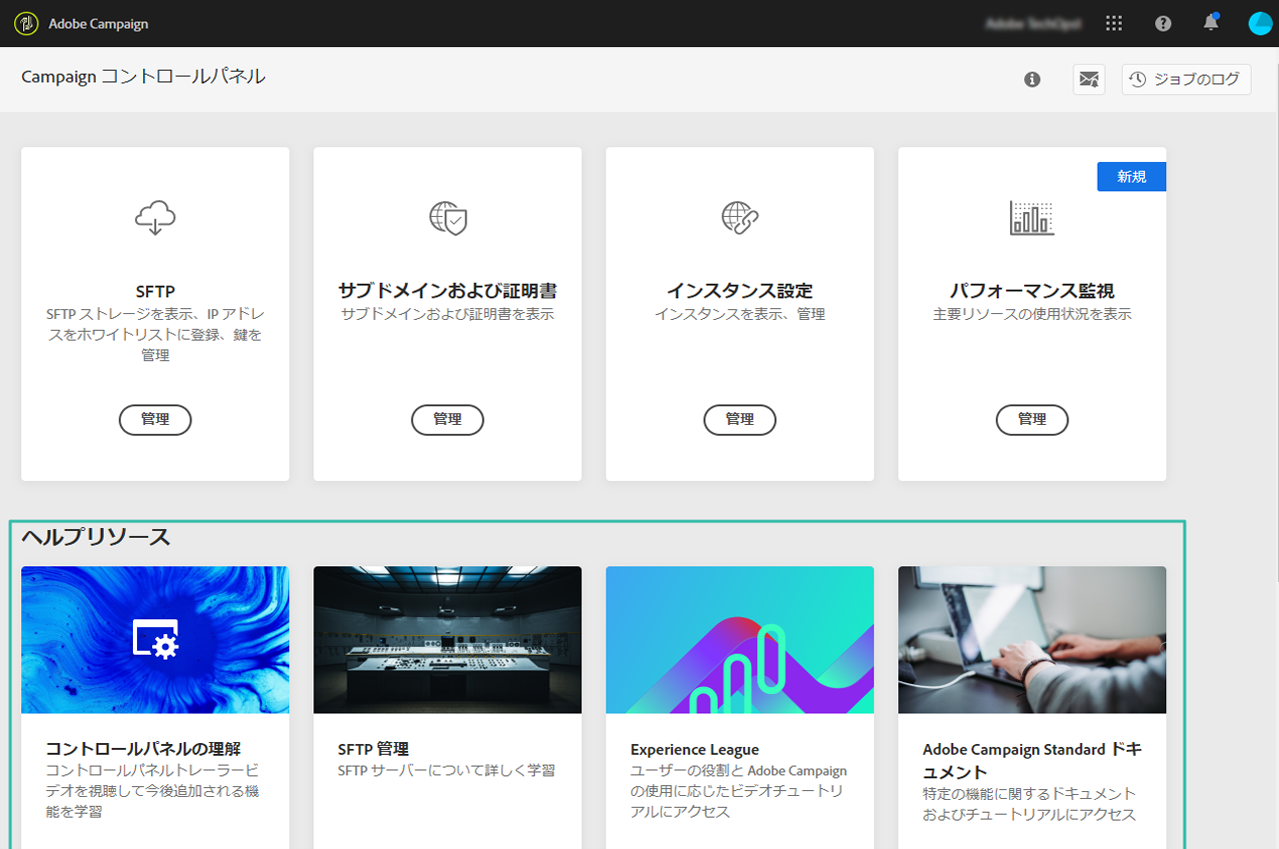 Adobe Campaign
Campaign コントロールパネル
ジョブのログ
新規
SFTP
SFTP ストレージを表示、IP アドレ
スをホワイトリストに登録、鍵を
管理
管理
サブドメインおよび証明書
サブドメインおよび証明書を表示
管理
インスタンス設定
インスタンスを表示、管理
管理
パフォーマンス監視
主要リソースの使用状況を表示
管理
ヘルプリソース
コントロールパネルの理解
コントロールパネルトレーラービ
デオを視聴して今後追加される機
能を学習
SFTP 管理
SFTP サーバーについて詳しく学習
Experience League
ユーザーの役割と Adobe Campaign
の使用に応じたビデオチュートリ
アルにアクセス
Adobe Campaign Standard ドキ
ュメント
特定の機能に関するドキュメント
およびチュートリアルにアクセス